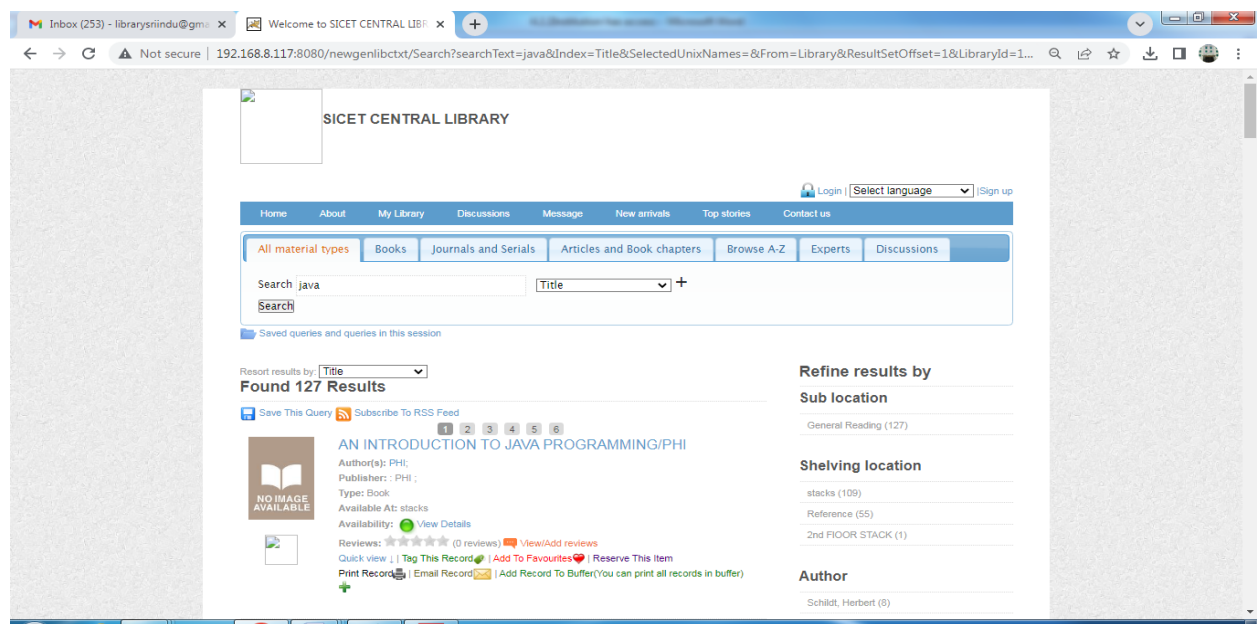 Inbox (253) - librarysriindu@gma
Welcome to SICET CENTRAL LIBR
Not secure | 192.168.8.117:8080/newgenlibctxt/Search?searchText=java&Index=Title&SelectedUnixNames=&From=Library&ResultSetOffset=1&LibraryId=1...
SICET CENTRAL LIBRARY
Login | Select language |Sign up
Home About My Library Discussions Message New arrivals Top stories Contact us
All material types Books Journals and Serials Articles and Book chapters Browse A-Z Experts Discussions
Search java Title +
Search
Saved queries and queries in this session
Resort results by: Title
Found 127 Results
Save This Query Subscribe To RSS Feed
1 2 3 4 5 6
AN INTRODUCTION TO JAVA PROGRAMMING/PHI
Author(s): PHI;
Publisher: : PHI ;
Type: Book
Available At: stacks
Availability: View Details
NO IMAGE
AVAILABLE
Reviews: (0 reviews) View/Add reviews
Quick view ↓ | Tag This Record | Add To Favourites | Reserve This Item
Print Record | Email Record | Add Record To Buffer(You can print all records in buffer)
Refine results by
Sub location
General Reading (127)
Shelving location
stacks (109)
Reference (55)
2nd FlOOR STACK (1)
Author
Schildt, Herbert (8)